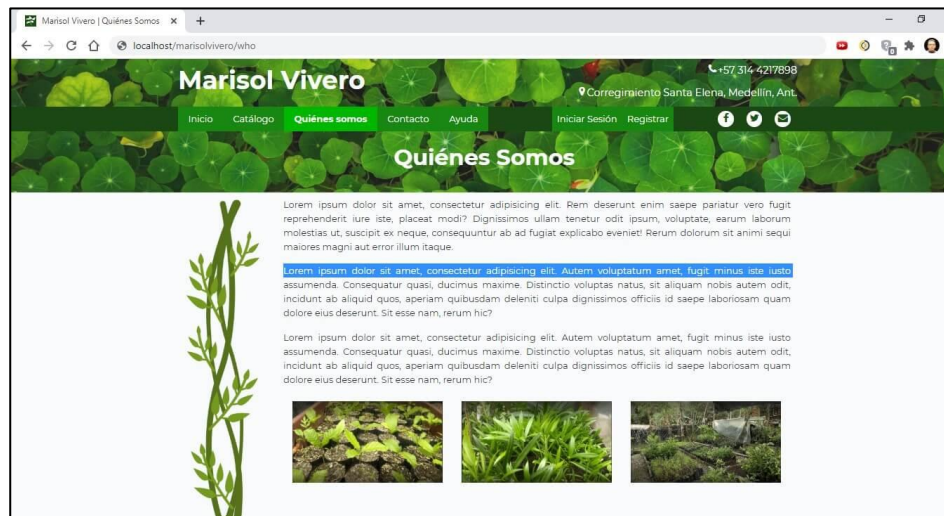 Marisol Vivero | Quiénes Somos
localhost/marisolvivero/who
Marisol Vivero
+57 314 4217898
Corregimiento Santa Elena, Medellín, Ant.
Inicio Catálogo Quiénes somos Contacto Ayuda Iniciar Sesión Registrar
Quiénes Somos
Lorem ipsum dolor sit amet, consectetur adipisicing elit. Rem deserunt enim saepe pariatur vero fugit
reprehenderit iure iste, placeat modi? Dignissimos ullam tenetur odit ipsum, voluptate, earum laborum
molestias ut, suscipit ex neque, consequuntur ab ad fugiat explicabo eveniet! Rerum dolorum sit animi sequi
maiores magni aut error illum itaque.
Lorem ipsum dolor sit amet, consectetur adipisicing elit. Autem voluptatum amet, fugit minus iste iusto
assumenda. Consequatur quasi, ducimus maxime. Distinctio voluptas natus, sit aliquam nobis autem odit,
incidunt ab aliquid quos, aperiam quibusdam deleniti culpa dignissimos officiis id saepe laboriosam quam
dolore eius deserunt. Sit esse nam, rerum hic?
Lorem ipsum dolor sit amet, consectetur adipisicing elit. Autem voluptatum amet, fugit minus iste iusto
assumenda. Consequatur quasi, ducimus maxime. Distinctio voluptas natus, sit aliquam nobis autem odit,
incidunt ab aliquid quos, aperiam quibusdam deleniti culpa dignissimos officiis id saepe laboriosam quam
dolore eius deserunt. Sit esse nam, rerum hic?